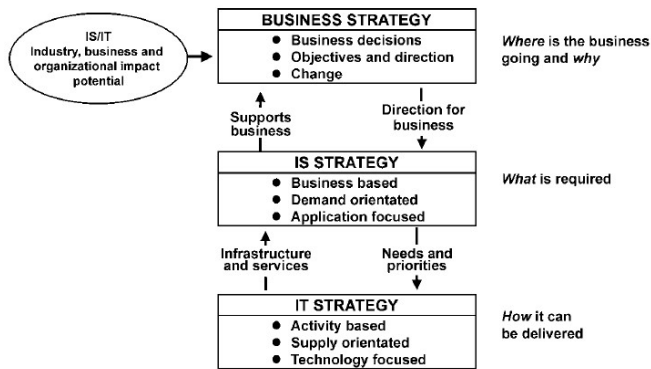 IS/IT
Industry, business and
organizational impact
potential
BUSINESS STRATEGY
● Business decisions
● Objectives and direction
● Change
Where is the business
going and why
Supports
business
Direction for
business
IS STRATEGY
● Business based
● Demand orientated
● Application focused
What is required
Infrastructure
and services
Needs and
priorities
IT STRATEGY
● Activity based
● Supply orientated
● Technology focused
How it can
be delivered